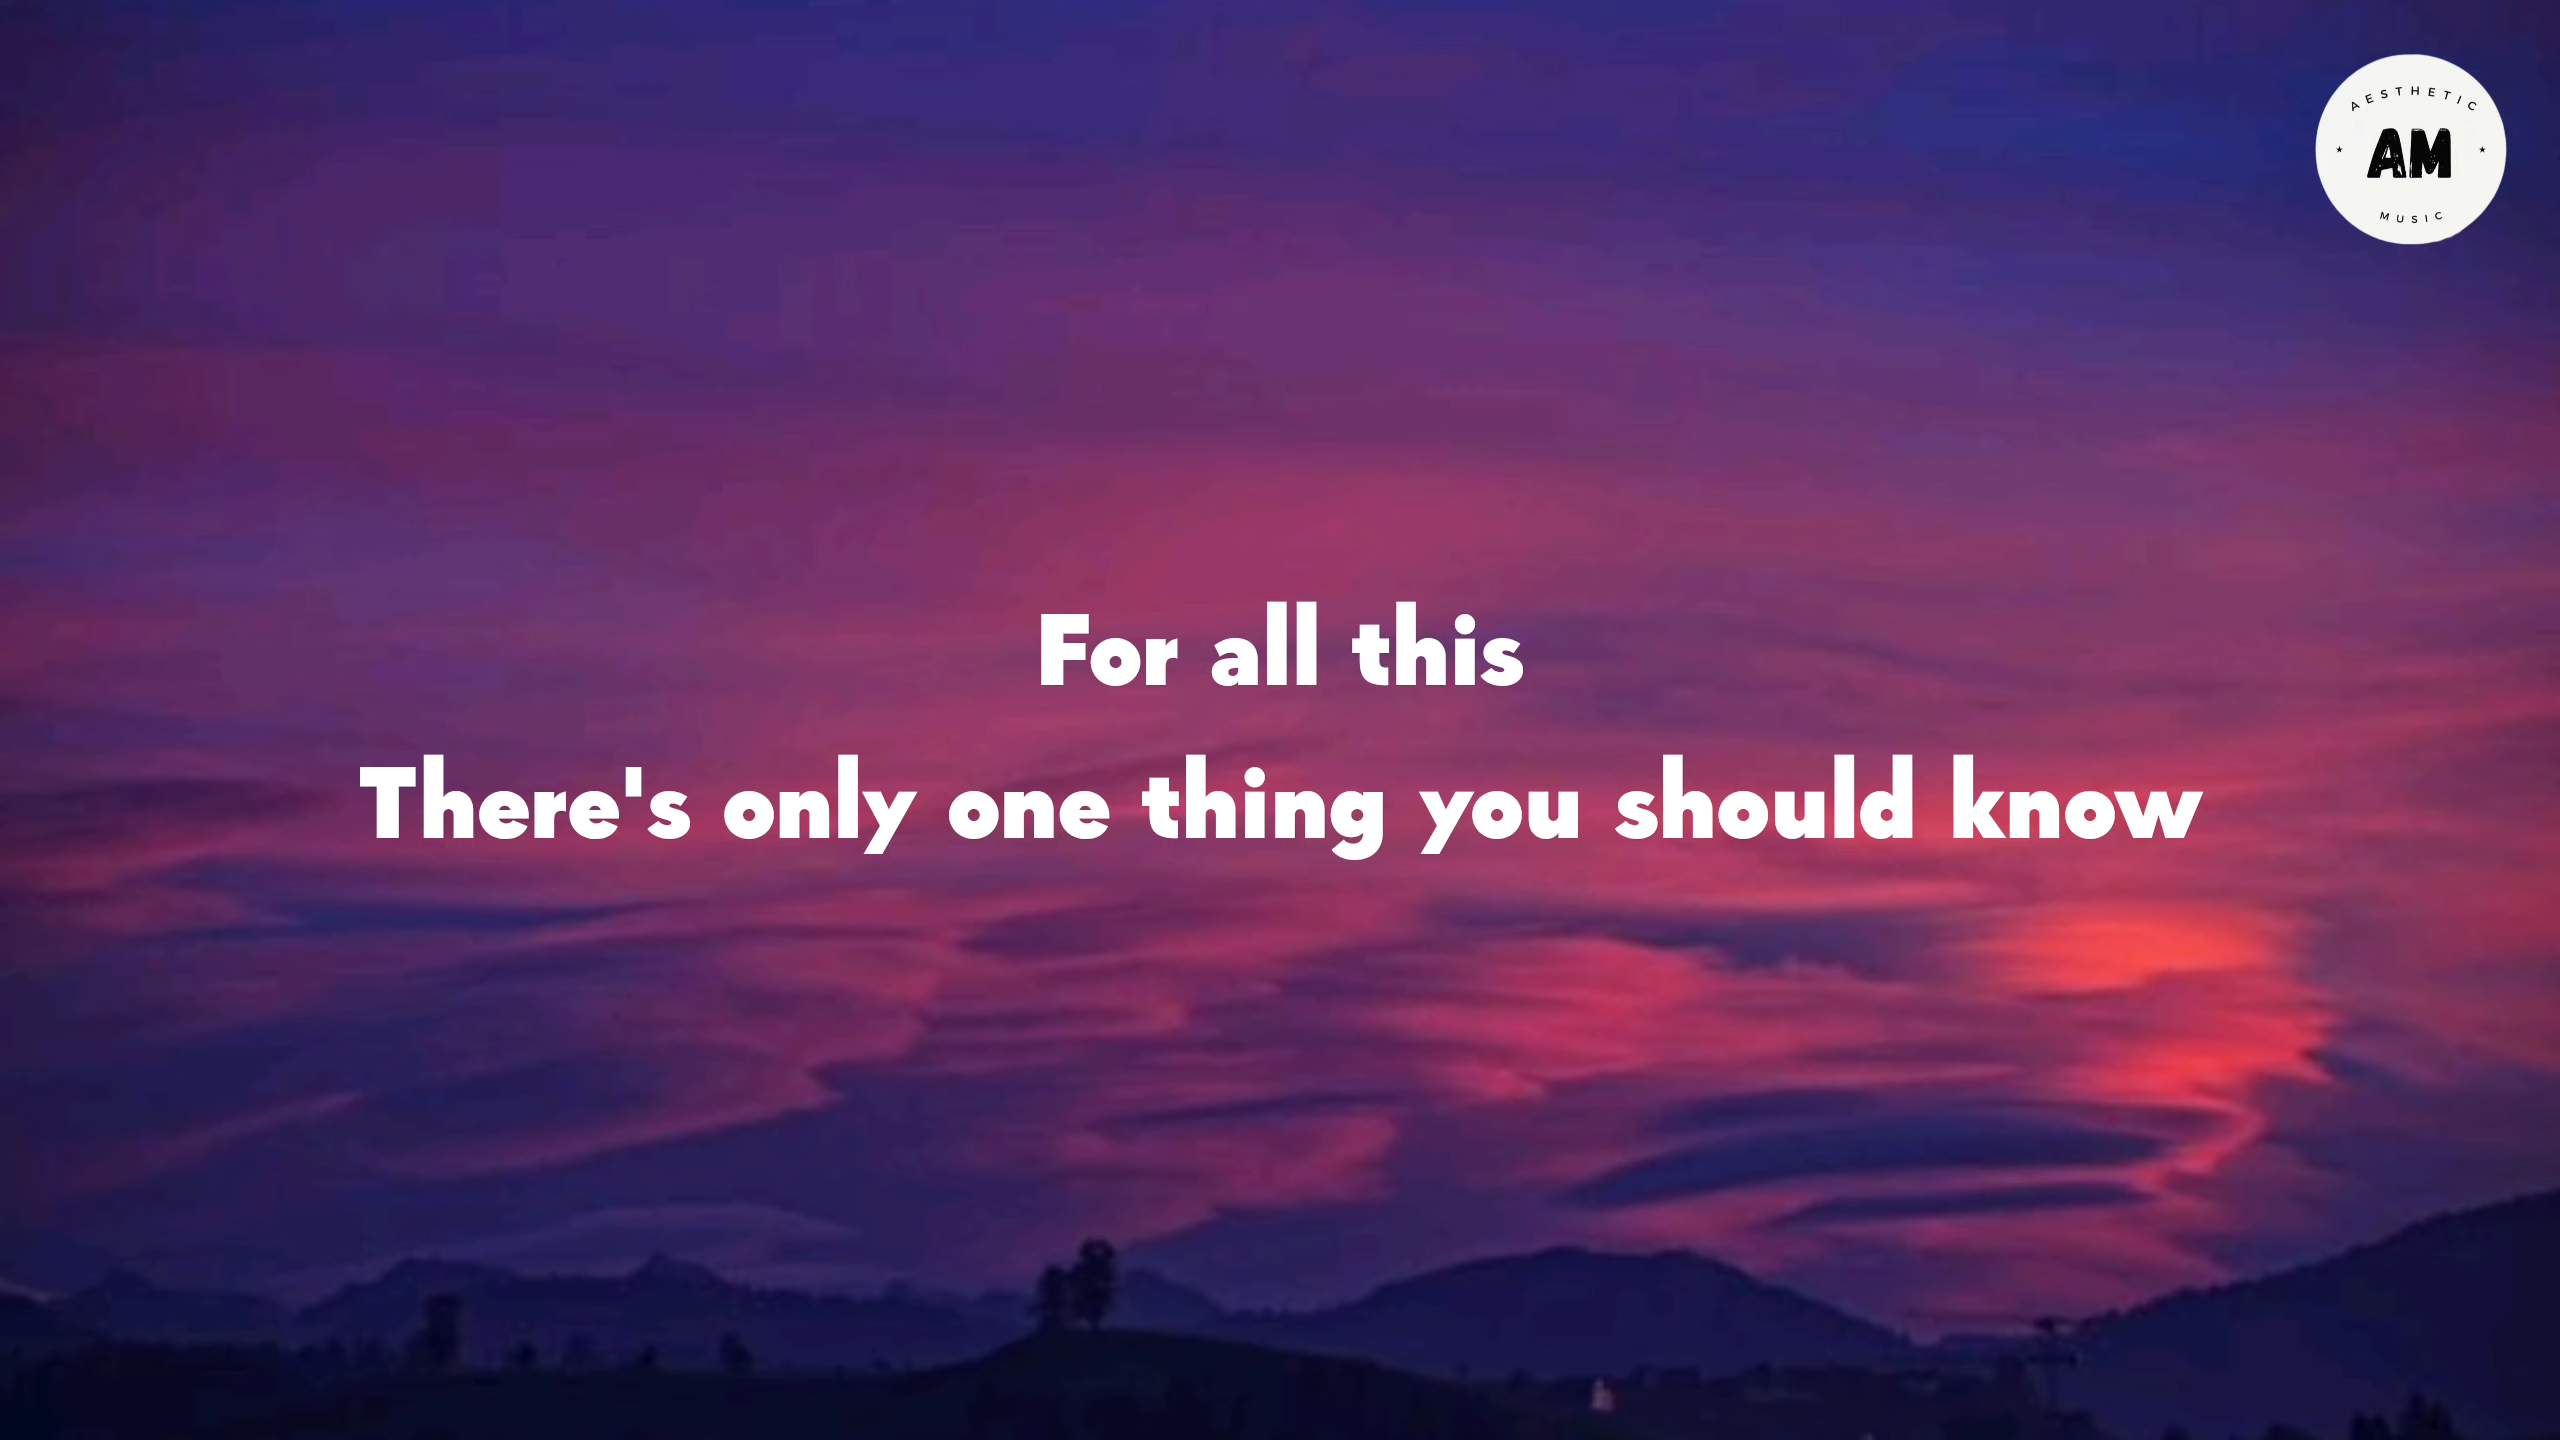 AESTHETIC
AM
MUSIC
For all this
There's only one thing you should know